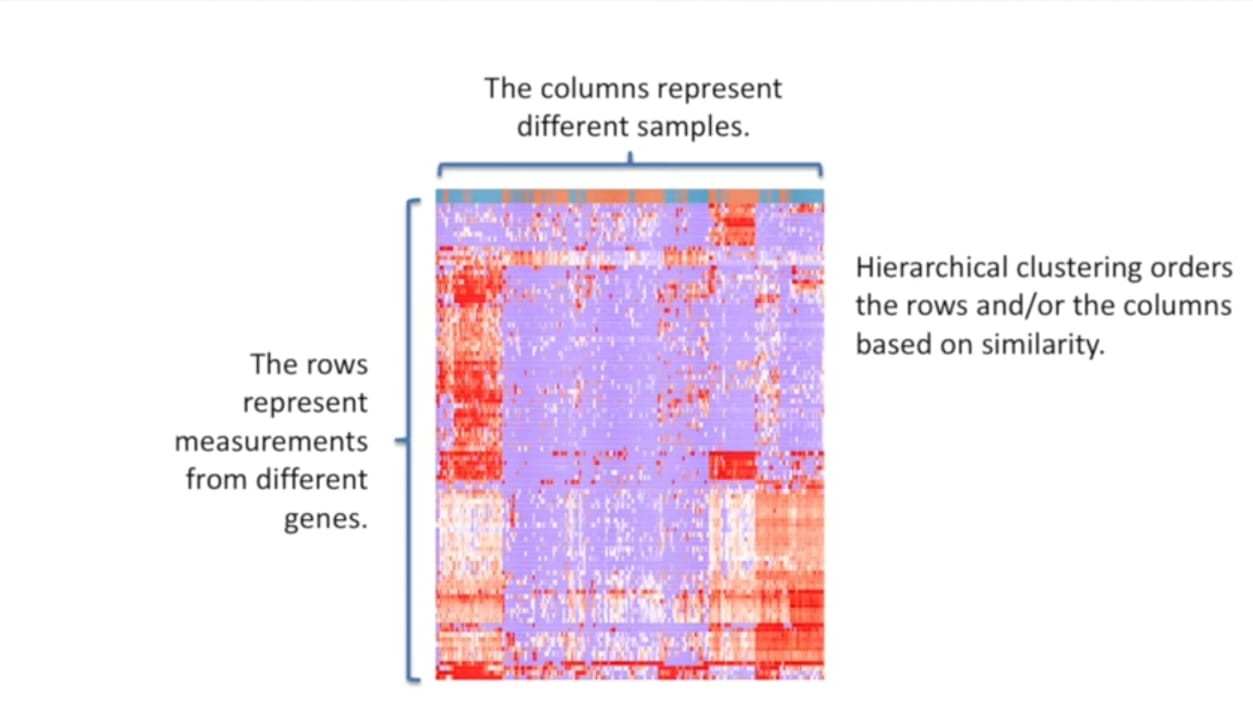 The columns represent
different samples.
Hierarchical clustering orders
the rows and/or the columns
based on similarity.
The rows
represent
measurements
from different
genes.